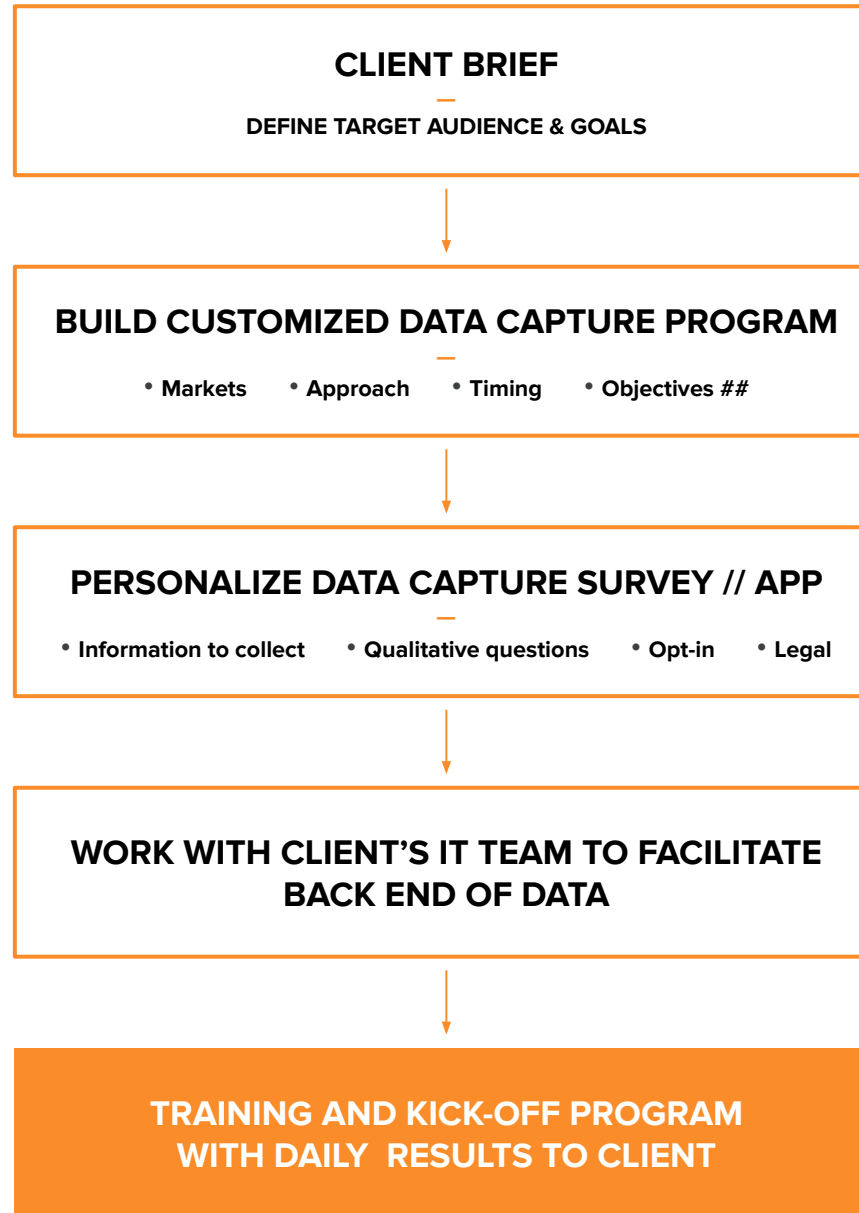 CLIENT BRIEF
DEFINE TARGET AUDIENCE & GOALS
BUILD CUSTOMIZED DATA CAPTURE PROGRAM
• Markets • Approach • Timing • Objectives ##
PERSONALIZE DATA CAPTURE SURVEY // APP
• Information to collect • Qualitative questions • Opt-in • Legal
WORK WITH CLIENT’S IT TEAM TO FACILITATE
BACK END OF DATA
TRAINING AND KICK-OFF PROGRAM
WITH DAILY RESULTS TO CLIENT